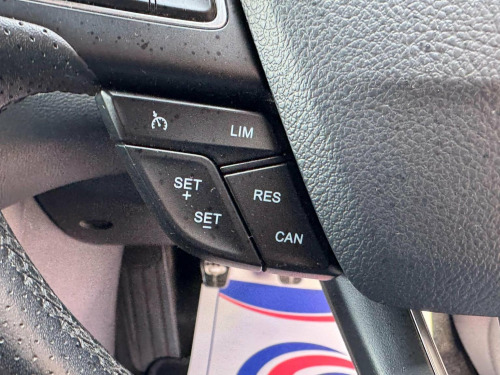 LIM
SET
+
SET
-
RES
CAN